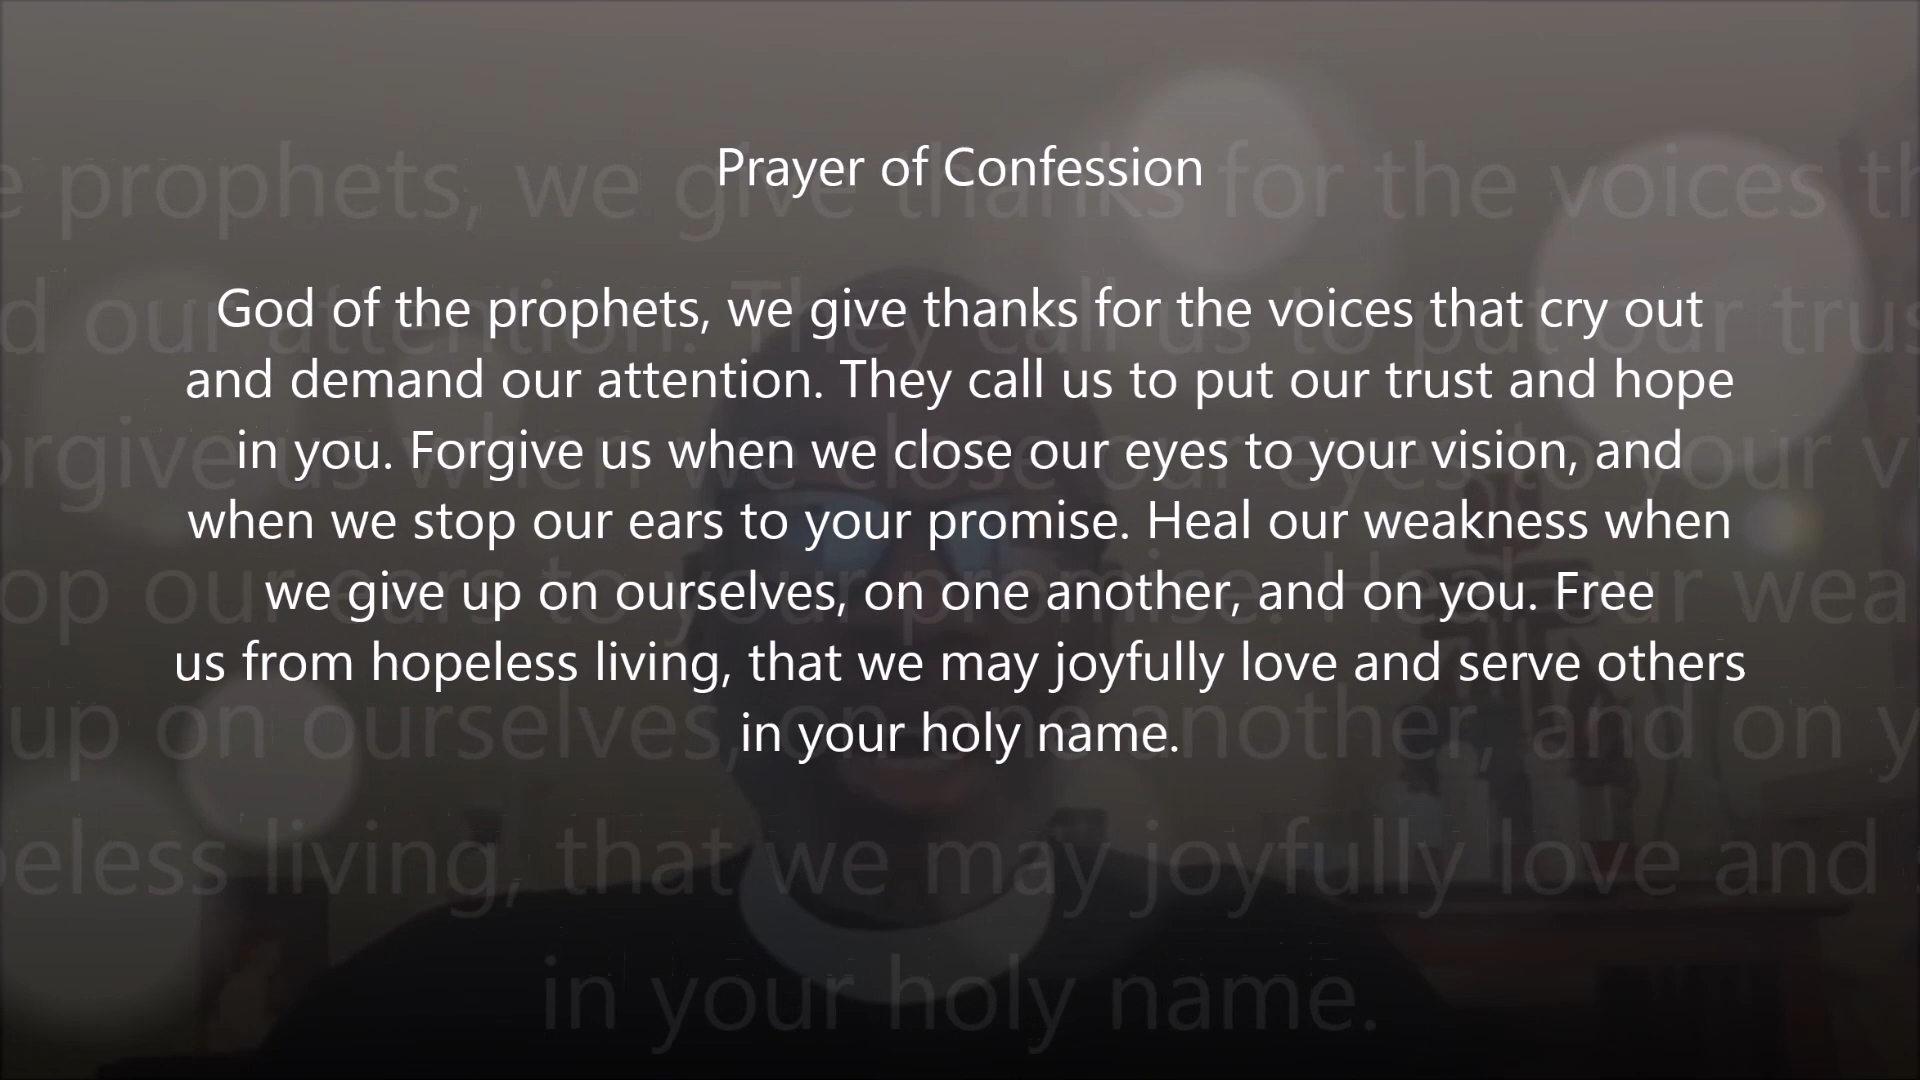 Prayer of Confession
God of the prophets, we give thanks for the voices that cry out
and demand our attention. They call us to put our trust and hope
in you. Forgive us when we close our eyes to your vision, and
when we stop our ears to your promise. Heal our weakness when
we give up on ourselves, on one another, and on you. Free
us from hopeless living, that we may joyfully love and serve others
in your holy name.